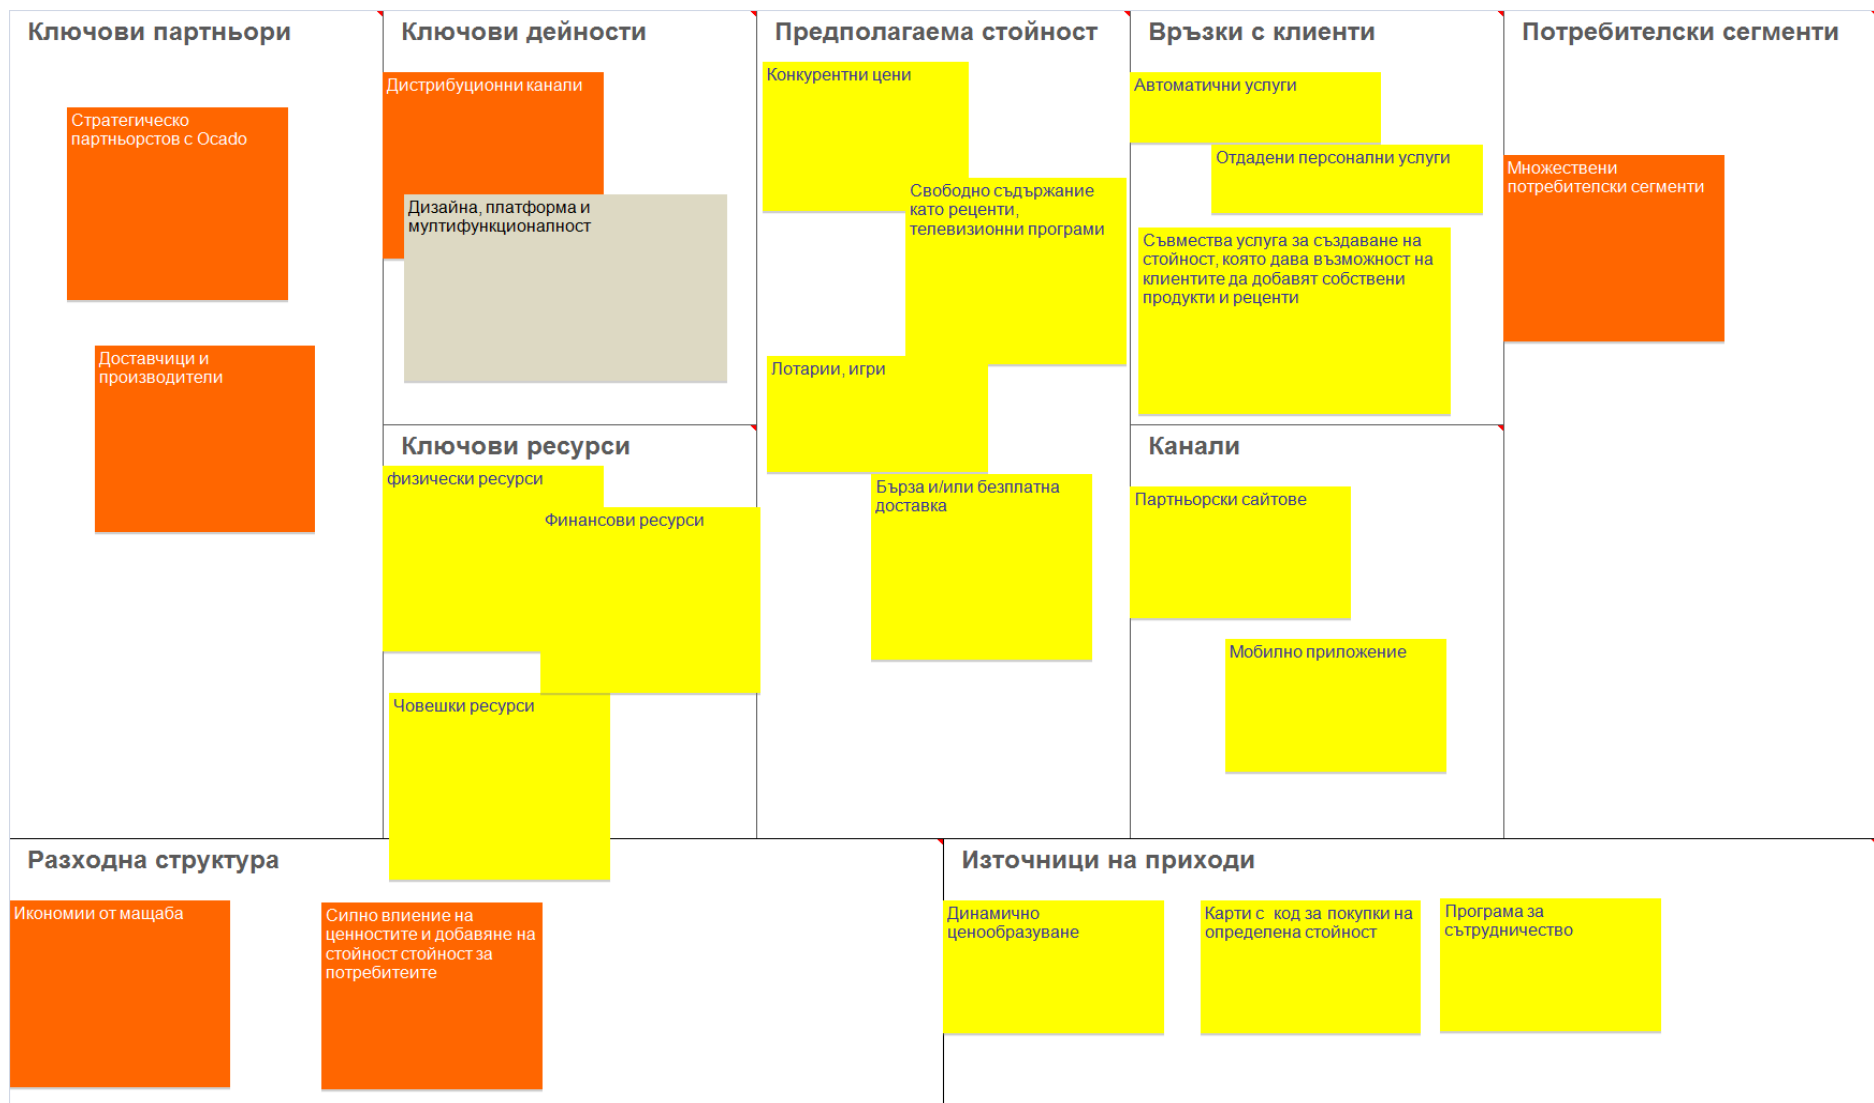 Ключови партньори
Стратегическо
партньорстов с Ocado
Доставчици и
производители
Ключови дейности
Дистрибуционни канали
Дизайна, платформа и
мултифункционалност
Ключови ресурси
физически ресурси
Финансови ресурси
Човешки ресурси
Предполагаема стойност
Конкурентни цени
Свободно съдържание
като рецепти,
телевизионни програми
Лотарии, игри
Бърза и/или безплатна
доставка
Връзки с клиенти
Автоматични услуги
Отдадени персонални услуги
Съвмества услуга за създаване на
стойност, която дава възможност на
клиентите да добавят собствени
продукти и рецепти
Канали
Партньорски сайтове
Мобилно приложение
Потребителски сегменти
Множествени
потребителски сегменти
Разходна структура
Икономии от мащаба
Силно влиение на
ценностите и добавяне на
стойност стойност за
потребитеите
Източници на приходи
Динамично
ценообразуване
Карти с код за покупки на
определена стойност
Програма за
сътрудничество